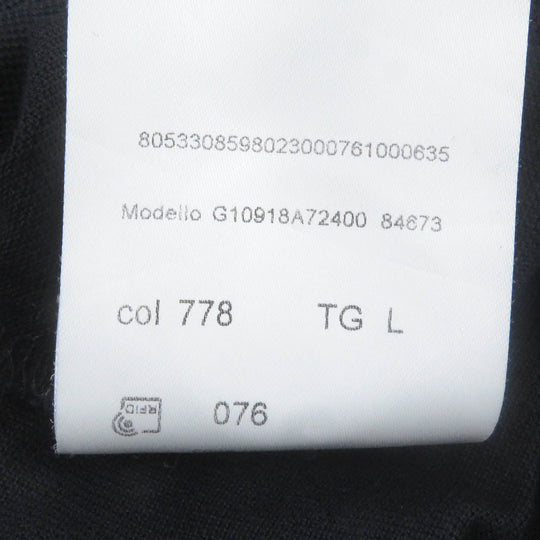 8053308598023000761000635
Modello G10918A72400 84673
col 778 TG L
RFID 076